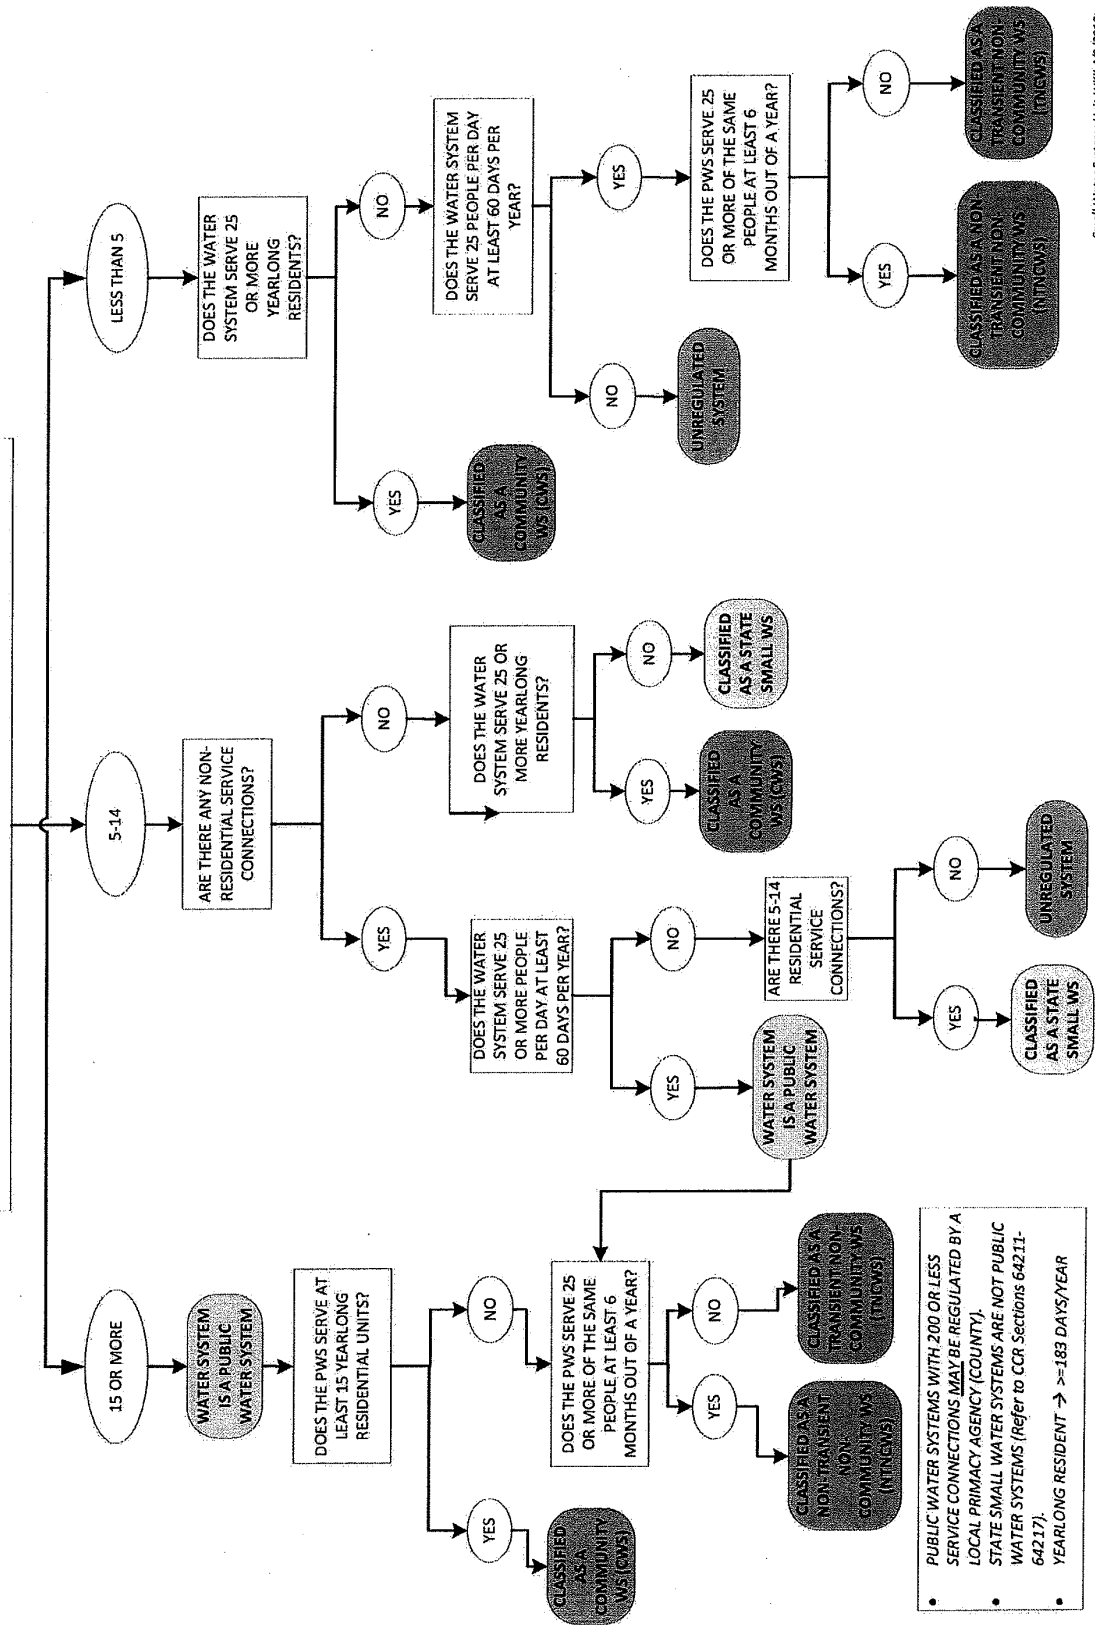 15 OR MORE
5-14
LESS THAN 5
WATER SYSTEM
IS A PUBLIC
WATER SYSTEM
DOES THE PWS SERVE AT
LEAST 15 YEARLONG
RESIDENTIAL UNITS?
YES
CLASSIFIED
AS A
COMMUNITY
WS (CWS)
NO
DOES THE PWS SERVE 25
OR MORE OF THE SAME
PEOPLE AT LEAST 6
MONTHS OUT OF A YEAR?
YES
CLASSIFIED AS A
NON-TRANSIENT
NON-
COMMUNITY WS
(NTNCWS)
NO
CLASSIFIED AS A
TRANSIENT NON-
COMMUNITY WS
(TNCWS)
ARE THERE ANY NON-
RESIDENTIAL SERVICE
CONNECTIONS?
YES
DOES THE WATER
SYSTEM SERVE 25
OR MORE PEOPLE
PER DAY AT LEAST
60 DAYS PER YEAR?
YES
WATER SYSTEM
IS A PUBLIC
WATER SYSTEM
NO
ARE THERE 5-14
RESIDENTIAL
SERVICE
CONNECTIONS?
YES
CLASSIFIED
AS A STATE
SMALL WS
NO
UNREGULATED
SYSTEM
NO
DOES THE WATER
SYSTEM SERVE 25 OR
MORE YEARLONG
RESIDENTS?
YES
CLASSIFIED
AS A
COMMUNITY
WS (CWS)
NO
CLASSIFIED
AS A STATE
SMALL WS
DOES THE WATER
SYSTEM SERVE 25
OR MORE
YEARLONG
RESIDENTS?
YES
CLASSIFIED
AS A
COMMUNITY
WS (CWS)
NO
DOES THE WATER SYSTEM
SERVE 25 PEOPLE PER DAY
AT LEAST 60 DAYS PER
YEAR?
NO
UNREGULATED
SYSTEM
YES
DOES THE PWS SERVE 25
OR MORE OF THE SAME
PEOPLE AT LEAST 6
MONTHS OUT OF A YEAR?
YES
CLASSIFIED AS A NON-
TRANSIENT NON-
COMMUNITY WS
(NTNCWS)
NO
CLASSIFIED AS A
TRANSIENT NON-
COMMUNITY WS
(TNCWS)
• PUBLIC WATER SYSTEMS WITH 200 OR LESS
SERVICE CONNECTIONS MAY BE REGULATED BY A
LOCAL PRIMACY AGENCY (COUNTY).
• STATE SMALL WATER SYSTEMS ARE NOT PUBLIC
WATER SYSTEMS (Refer to CCR Sections 64211-
64217).
• YEARLONG RESIDENT → >=183 DAYS/YEAR